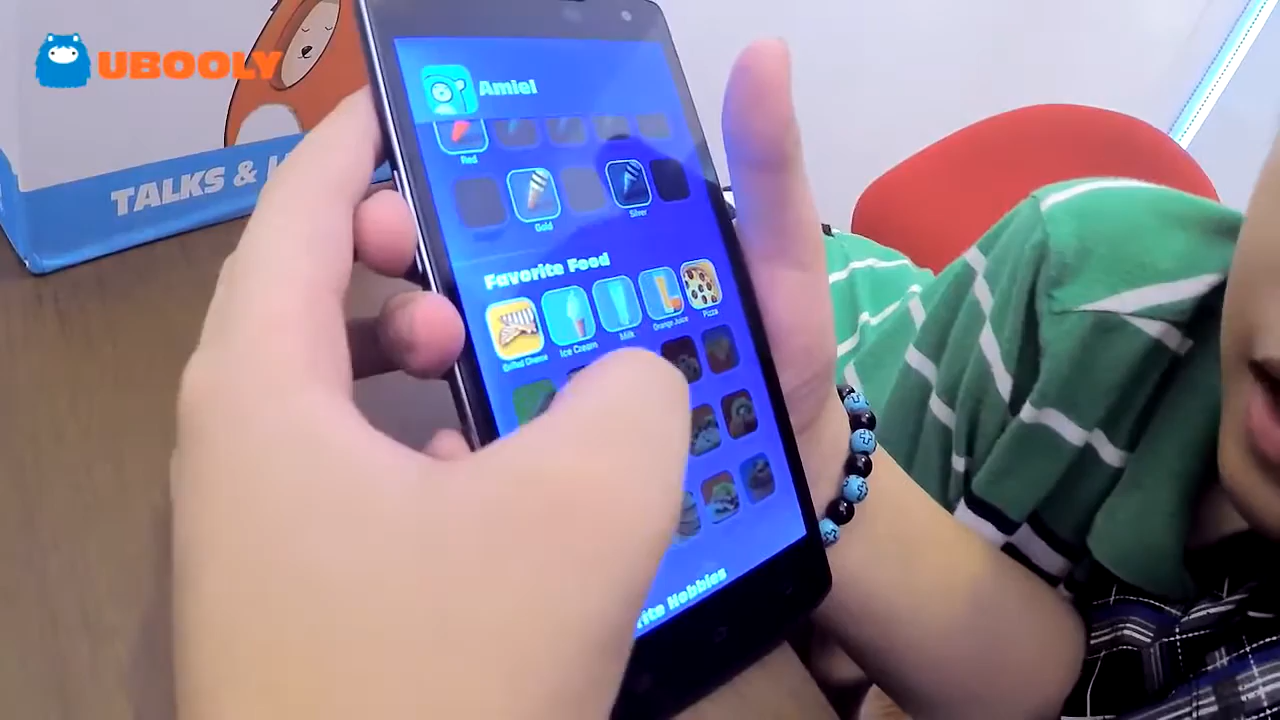 UBOOLY
TALKS &
Amiel
Red
Gold
Silver
Favorite Food
Grilled Cheese
Ice Cream
Milk
Orange Juice
Pizza
Hobbies